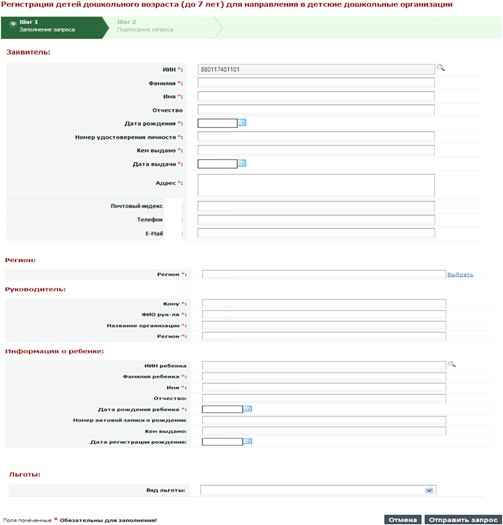 Регистрация детей дошкольного возраста (до 7 лет) для направления в детские дошкольные организации
Шаг 1
Заполнение запроса
Шаг 2
Подписание запроса
Заявитель:
ИИН *: 880117401101
Фамилия *:
Имя *:
Отчество
Дата рождения *:
Номер удостоверения личности *:
Кем выдано *:
Дата выдачи *:
Адрес *:
Почтовый индекс
Телефон
E-Mail
Регион:
Регион *: Выбрать
Руководитель:
Кому *:
ФИО рук-ля *:
Название организации *:
Регион *:
Информация о ребенке:
ИИН ребенка
Фамилия ребенка *:
Имя *:
Отчество:
Дата рождения ребенка *:
Номер актовой записи о рождении
Кем выдано:
Дата регистрации рождения:
Льготы:
Вид льготы:
Поля помеченные * Обязательны для заполнения!
Отмена Отправить запрос